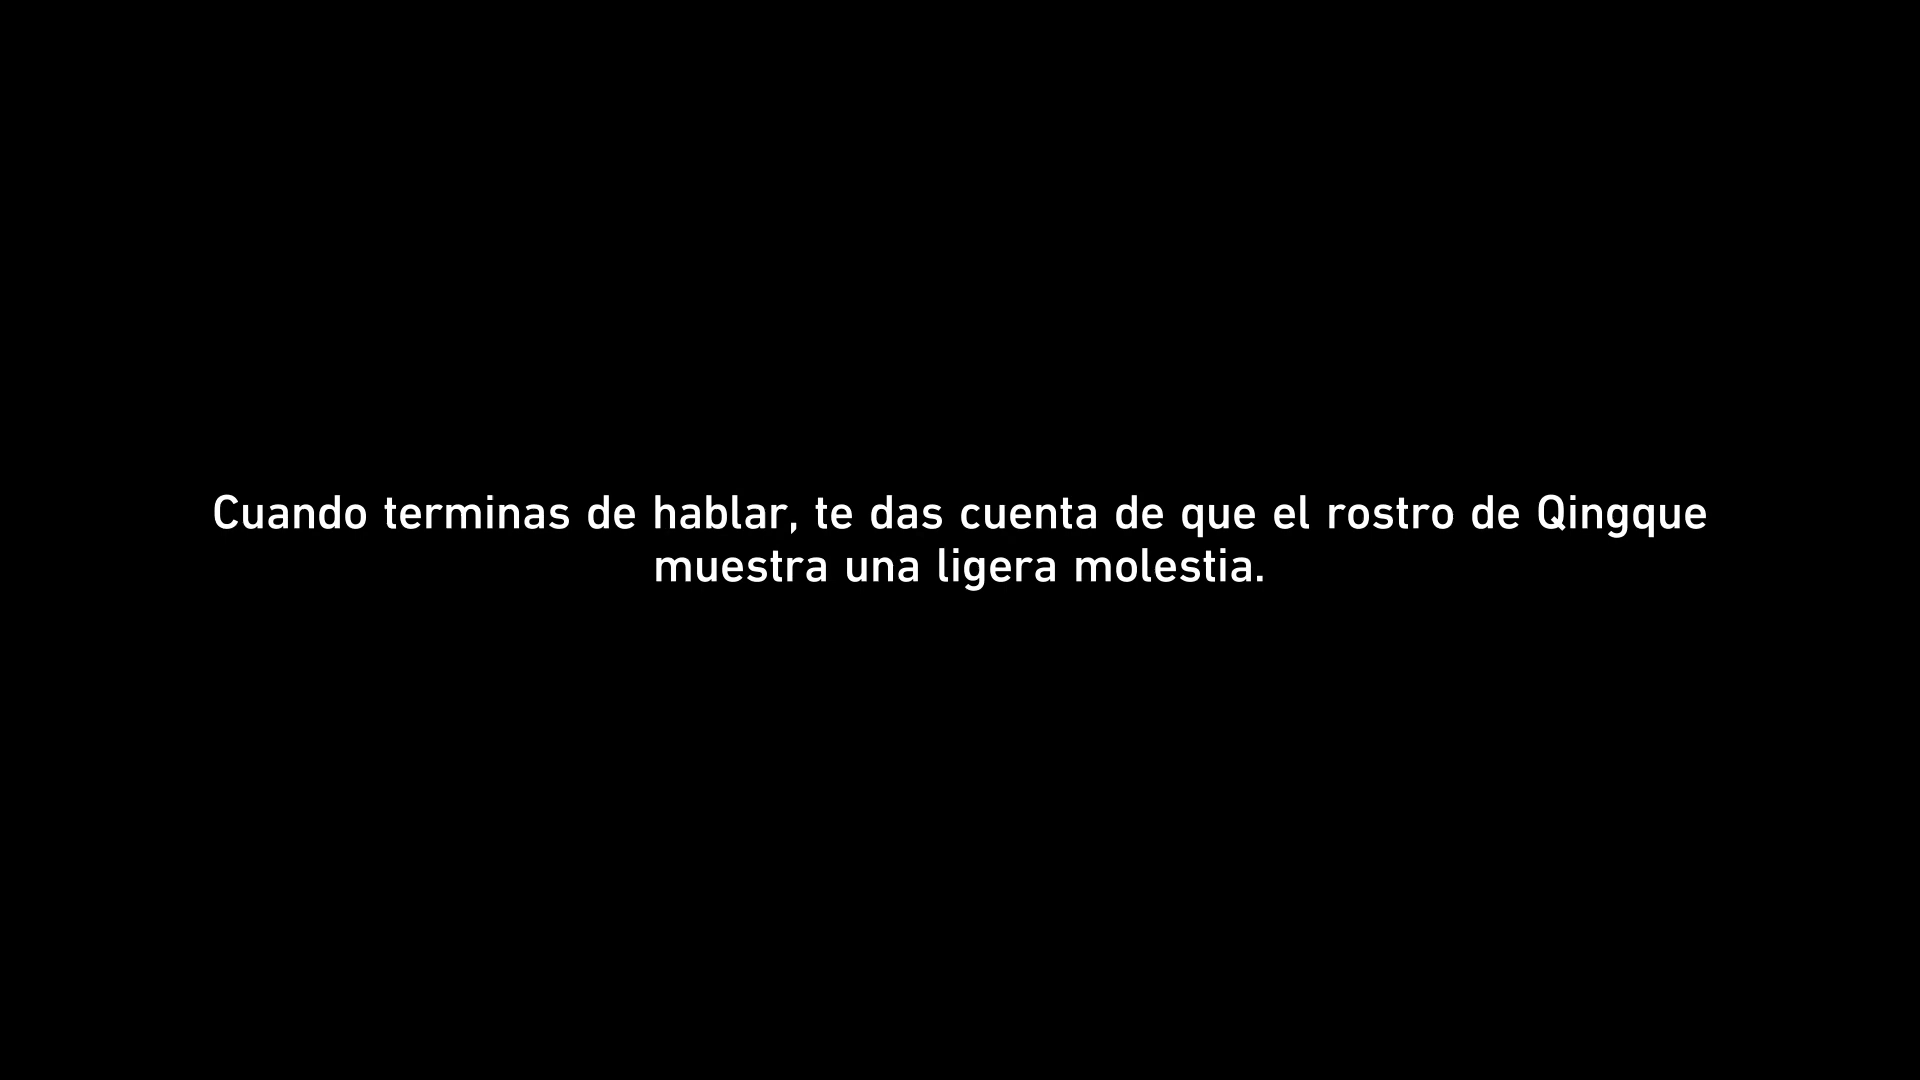 Cuando terminas de hablar, te das cuenta de que el rostro de Qingque
muestra una ligera molestia.